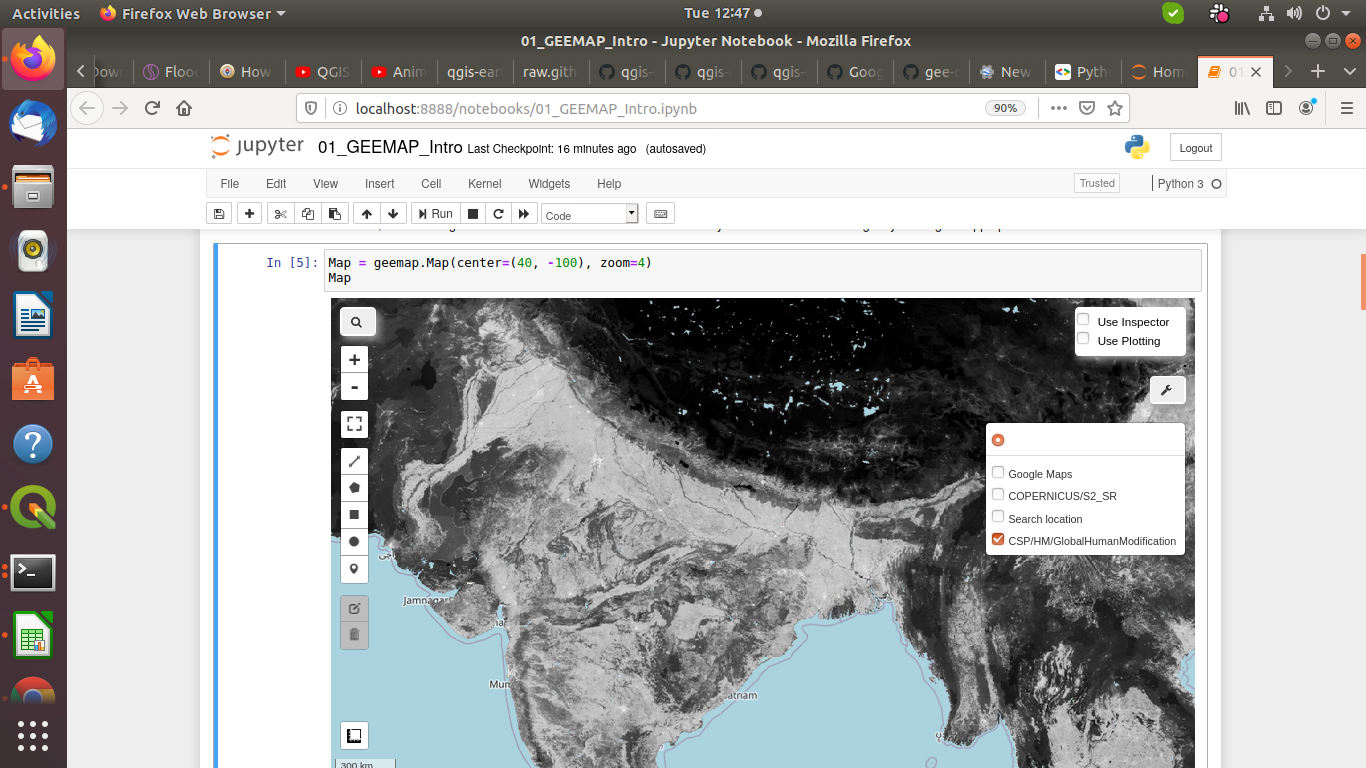 Activities Firefox Web Browser Tue 12:47
01_GEEMAP_Intro - Jupyter Notebook - Mozilla Firefox
Floo How QGIS Anim qgis-ear raw.gith qgis- qgis- qgis- Goog gee- New Pyth Hom 01
localhost:8888/notebooks/01_GEEMAP_Intro.ipynb 90%
jupyter 01_GEEMAP_Intro Last Checkpoint: 16 minutes ago (autosaved) Logout
File Edit View Insert Cell Kernel Widgets Help Trusted Python 3
Run Code
In [5]: Map = geemap.Map(center=(40, -100), zoom=4)
Map
Use Inspector
Use Plotting
Google Maps
COPERNICUS/S2_SR
Search location
CSP/HM/GlobalHumanModification
Jamnagar
Mum
atnam
300 km